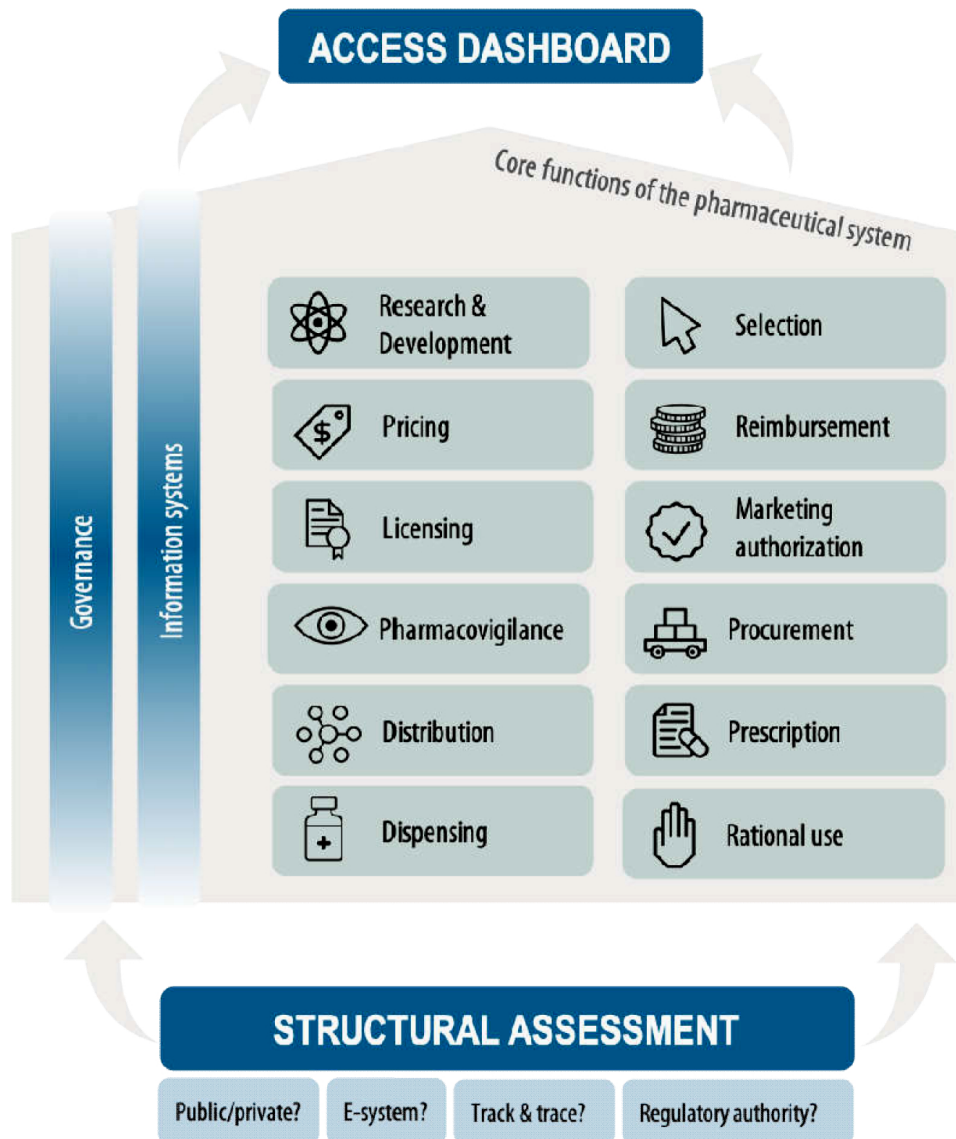 ACCESS DASHBOARD
Core functions of the pharmaceutical system
Governance
Information systems
Research &
Development
Selection
$
Pricing
Reimbursement
Licensing
Marketing
authorization
Pharmacovigilance
Procurement
Distribution
Prescription
Dispensing
Rational use
STRUCTURAL ASSESSMENT
Public/private?
E-system?
Track & trace?
Regulatory authority?